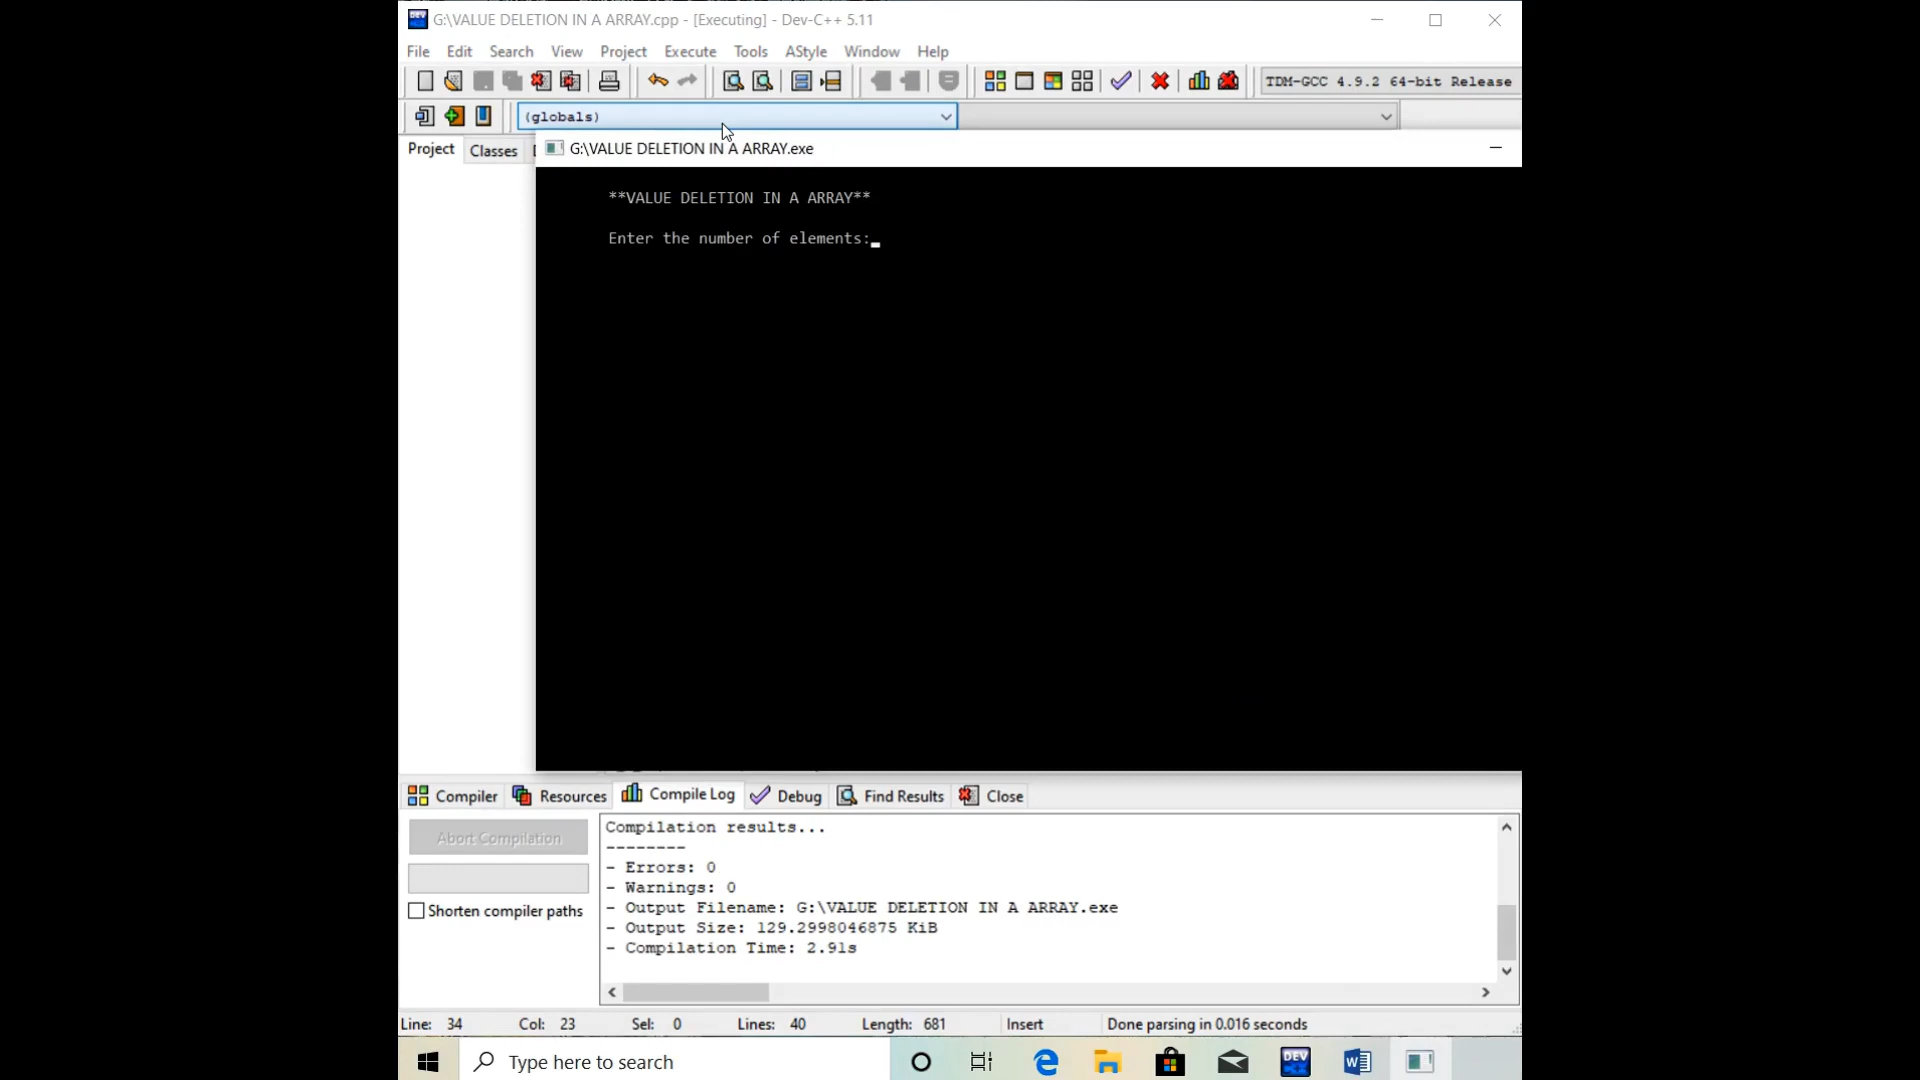 G:\VALUE DELETION IN A ARRAY.cpp - [Executing] - Dev-C++ 5.11
File Edit Search View Project Execute Tools AStyle Window Help
TDM-GCC 4.9.2 64-bit Release
(globals)
Project Classes
G:\VALUE DELETION IN A ARRAY.exe
**VALUE DELETION IN A ARRAY**
Enter the number of elements:
Compiler Resources Compile Log Debug Find Results Close
Abort Compilation
Shorten compiler paths
Compilation results...
--------
- Errors: 0
- Warnings: 0
- Output Filename: G:\VALUE DELETION IN A ARRAY.exe
- Output Size: 129.2998046875 KiB
- Compilation Time: 2.91s
Line: 34 Col: 23 Sel: 0 Lines: 40 Length: 681 Insert Done parsing in 0.016 seconds
Type here to search
DEV